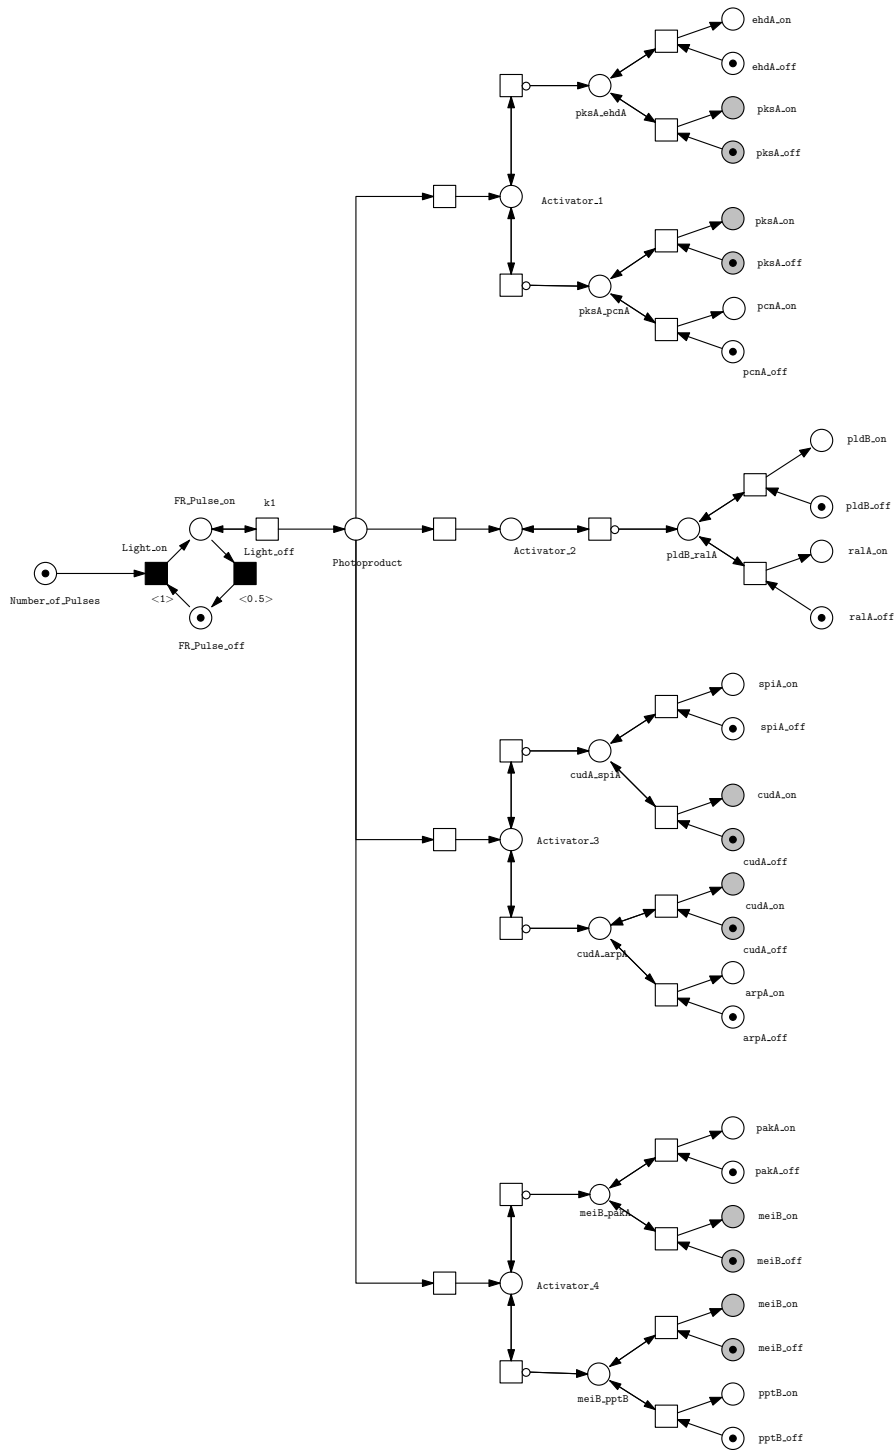 ehdA_on
ehdA_off
pksA_ehdA
pksA_on
pksA_off
Activator_1
pksA_on
pksA_off
pksA_pcnA
pcnA_on
pcnA_off
pldB_on
FR_Pulse_on
k1
pldB_off
Light_on
Light_off
Activator_2
pldB_ralA
ralA_on
Photoproduct
Number_of_Pulses
<1>
<0.5>
ralA_off
FR_Pulse_off
spiA_on
spiA_off
cudA_spiA
cudA_on
Activator_3
cudA_off
cudA_on
cudA_off
cudA_arpA
arpA_on
arpA_off
pakA_on
pakA_off
meiB_pakA
meiB_on
meiB_off
Activator_4
meiB_on
meiB_off
meiB_pptB
pptB_on
pptB_off